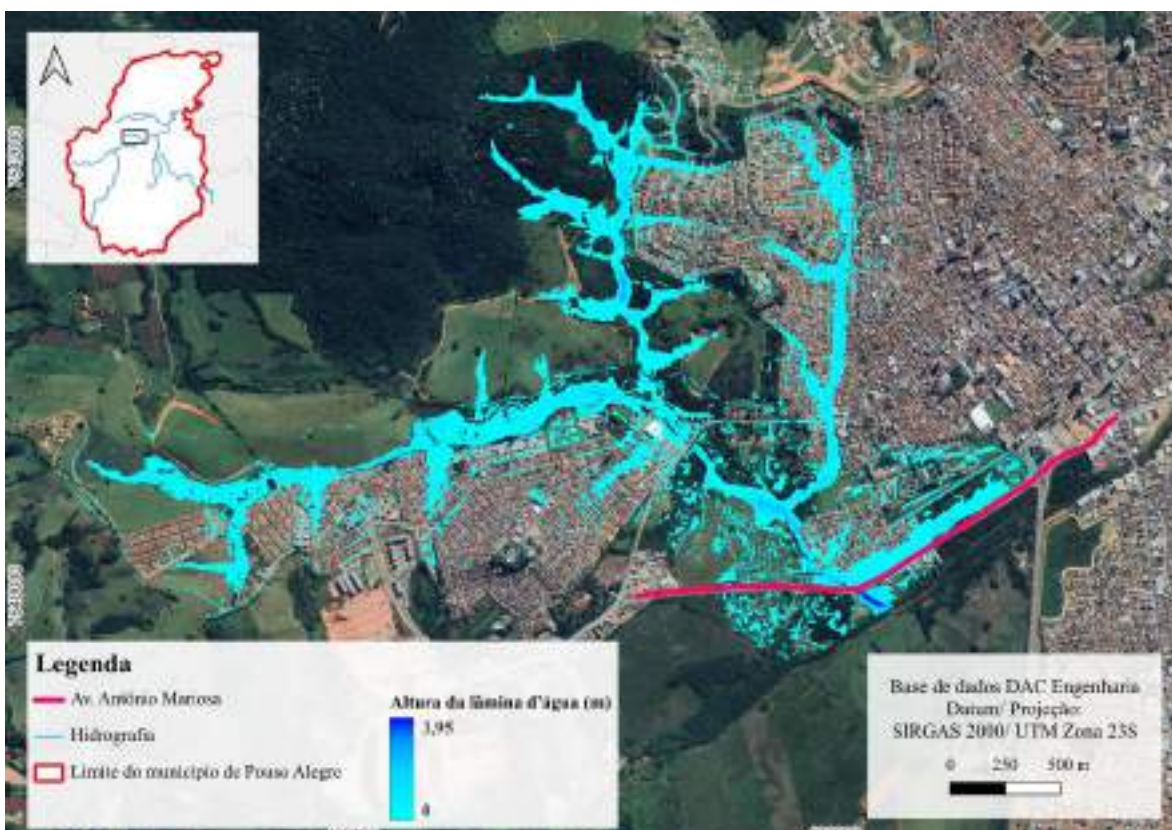 Legenda
Av. Antônio Mariosa
Hidrografia
Limite do município de Pouso Alegre
Altura da lâmina d'água (m)
3,95
0
Base de dados DAC Engenharia
Datum/ Projeção:
SIRGAS 2000/ UTM Zona 23S
0 250 500 m